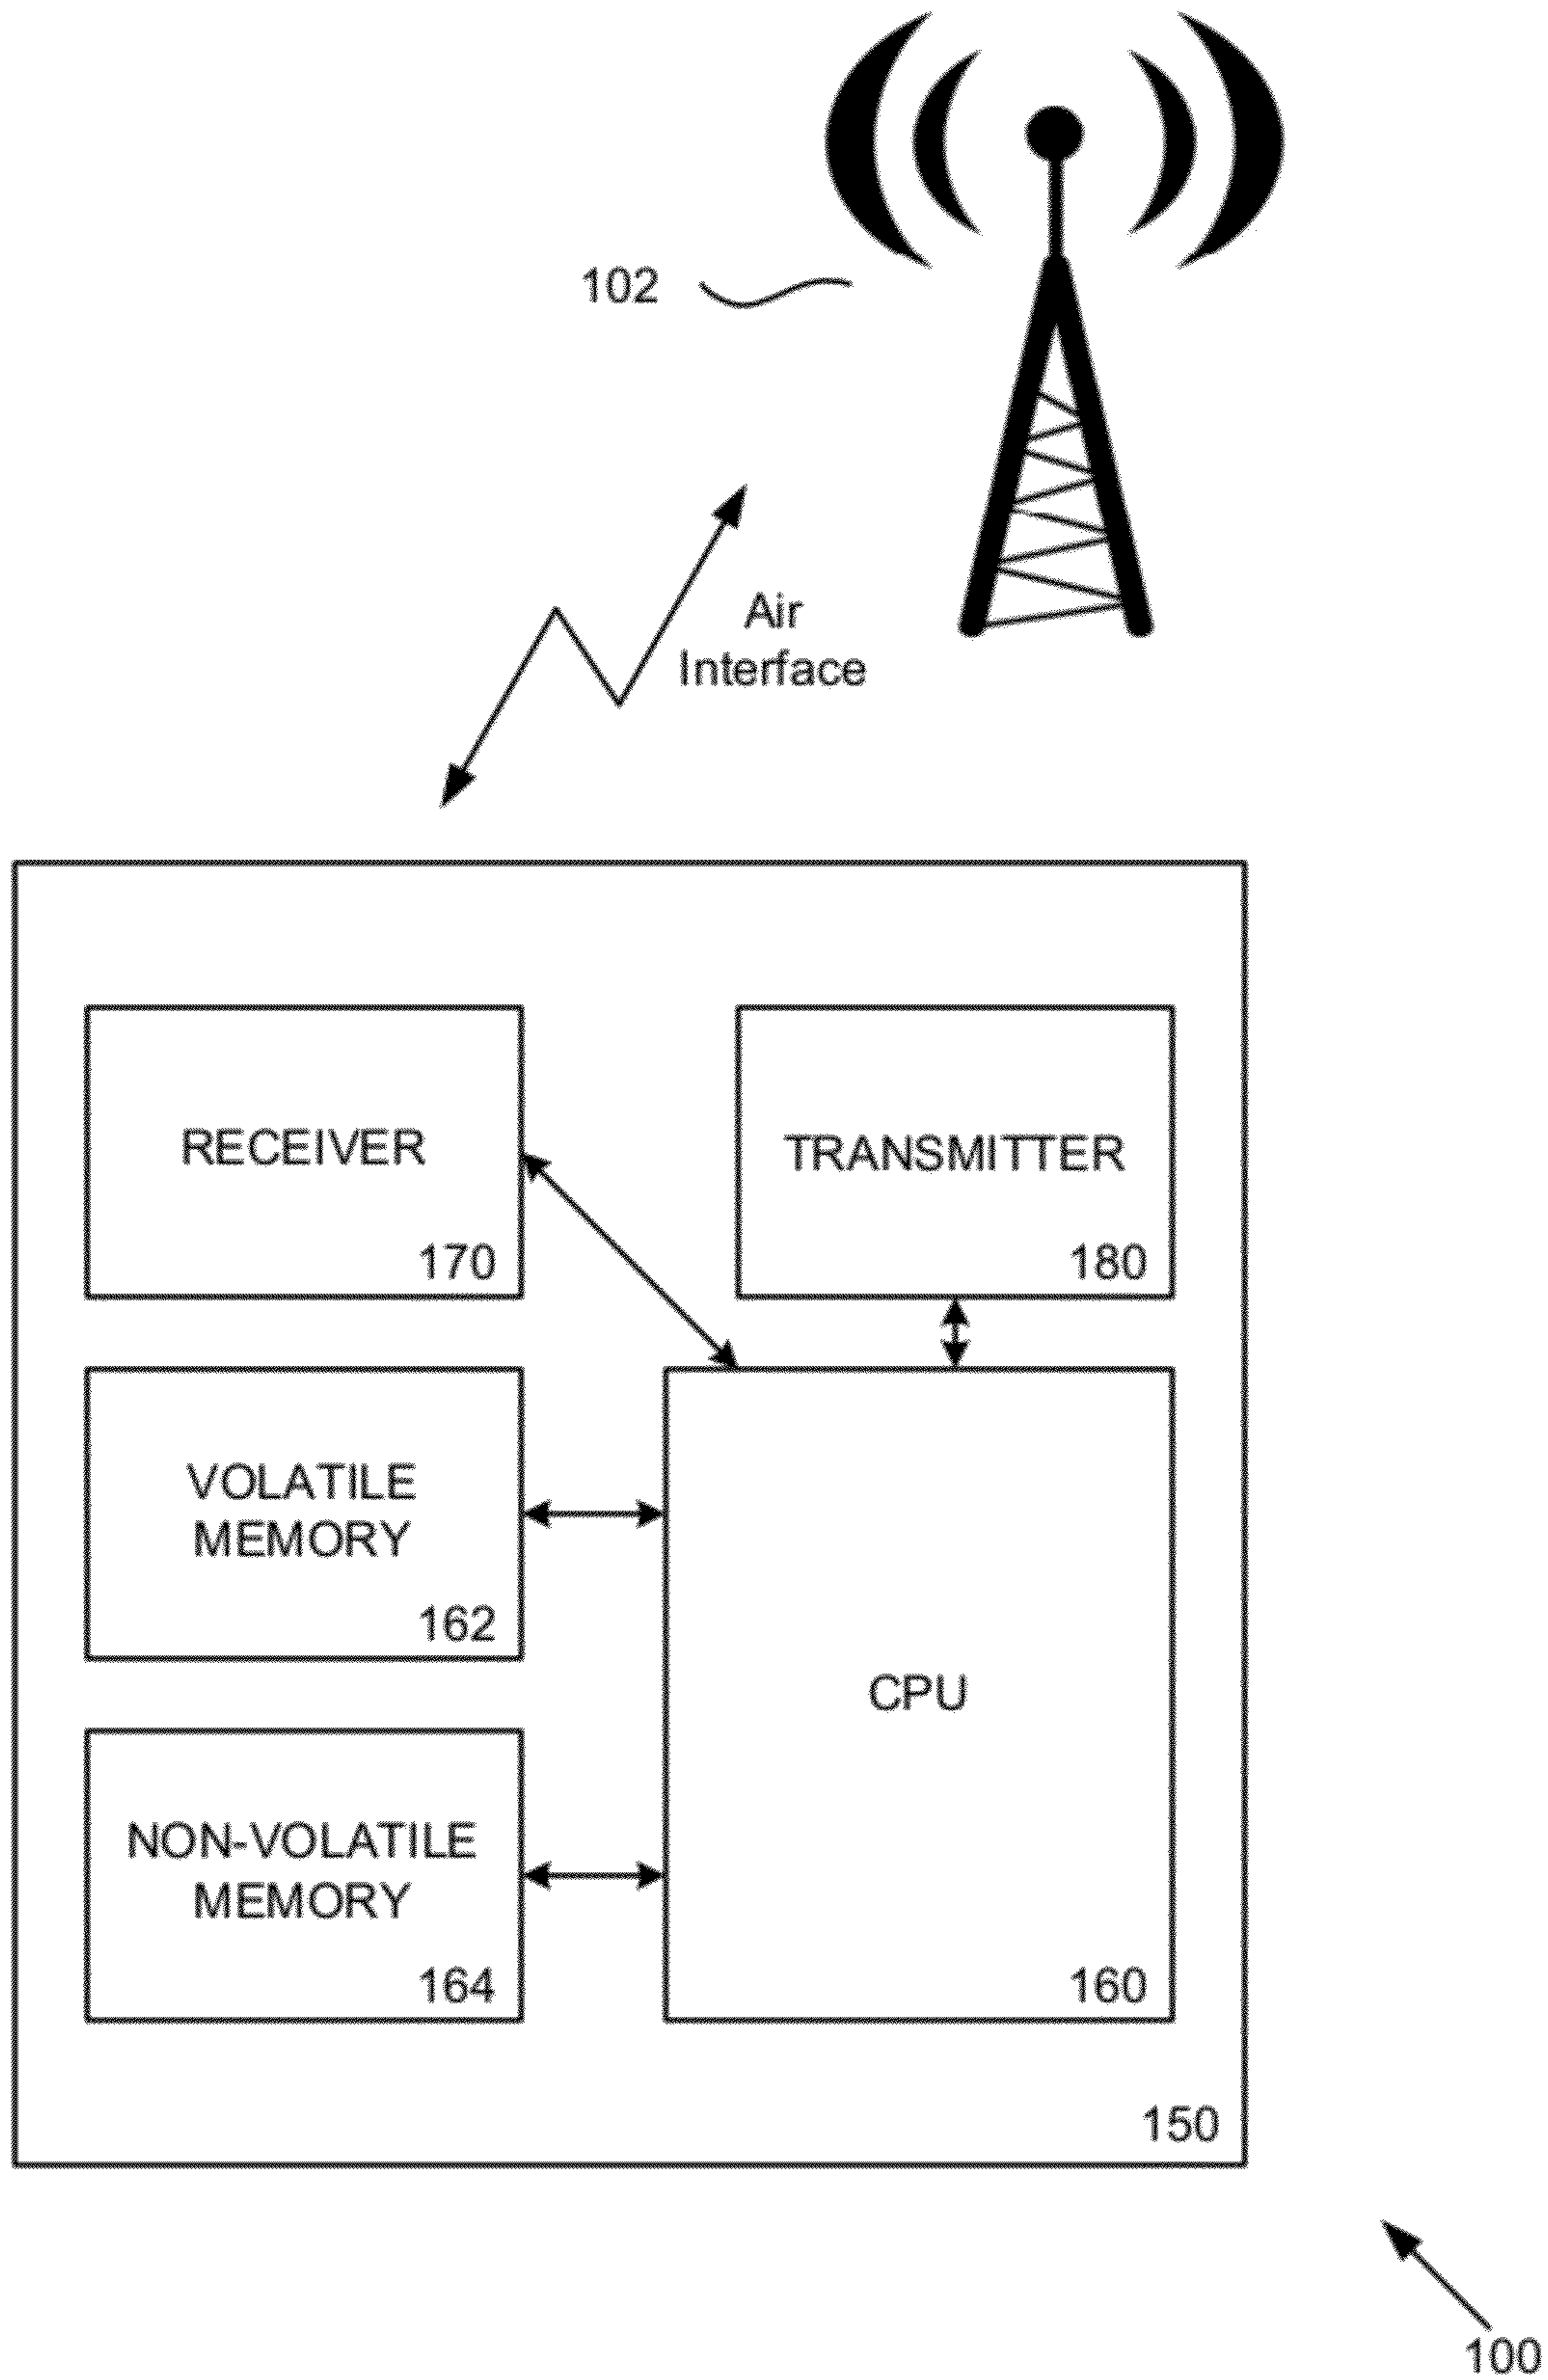 102
Air
Interface
RECEIVER
170
TRANSMITTER
180
VOLATILE
MEMORY
162
CPU
160
NON-VOLATILE
MEMORY
164
150
100